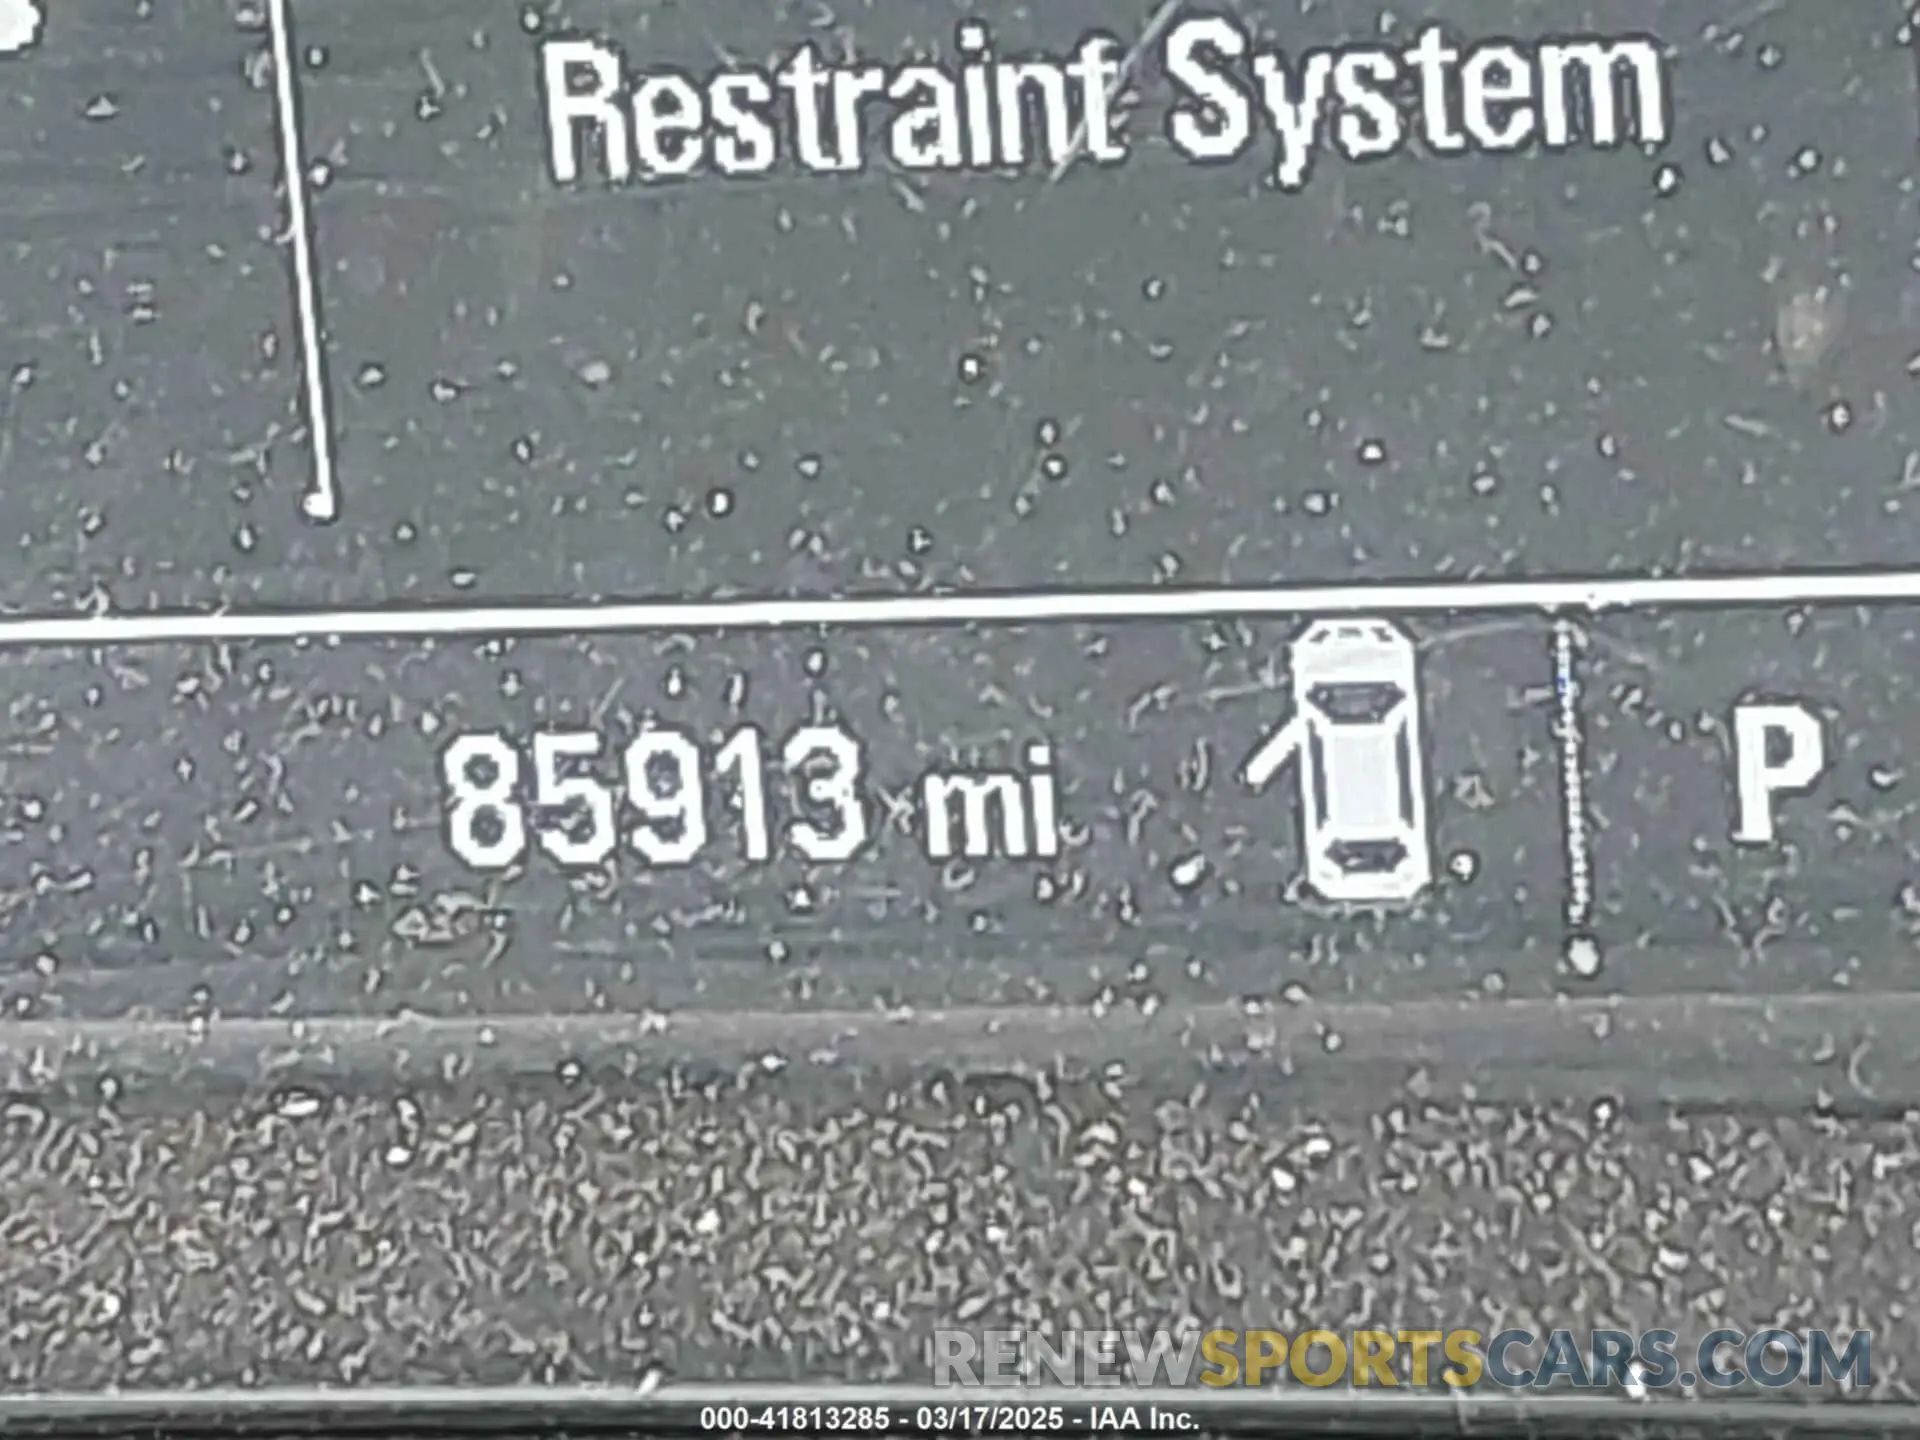 Restraint System
85913 mi
P
RENEWSPORTSCARS.COM
000-41813285 - 03/17/2025 - IAA Inc.